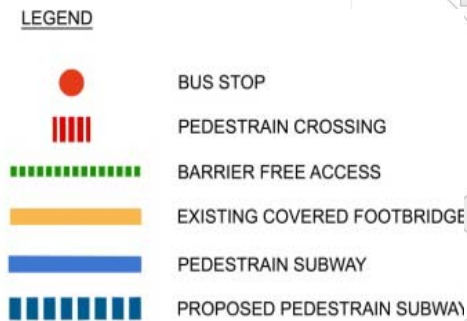 LEGEND
BUS STOP
PEDESTRAIN CROSSING
BARRIER FREE ACCESS
EXISTING COVERED FOOTBRIDGE
PEDESTRAIN SUBWAY
PROPOSED PEDESTRAIN SUBWAY